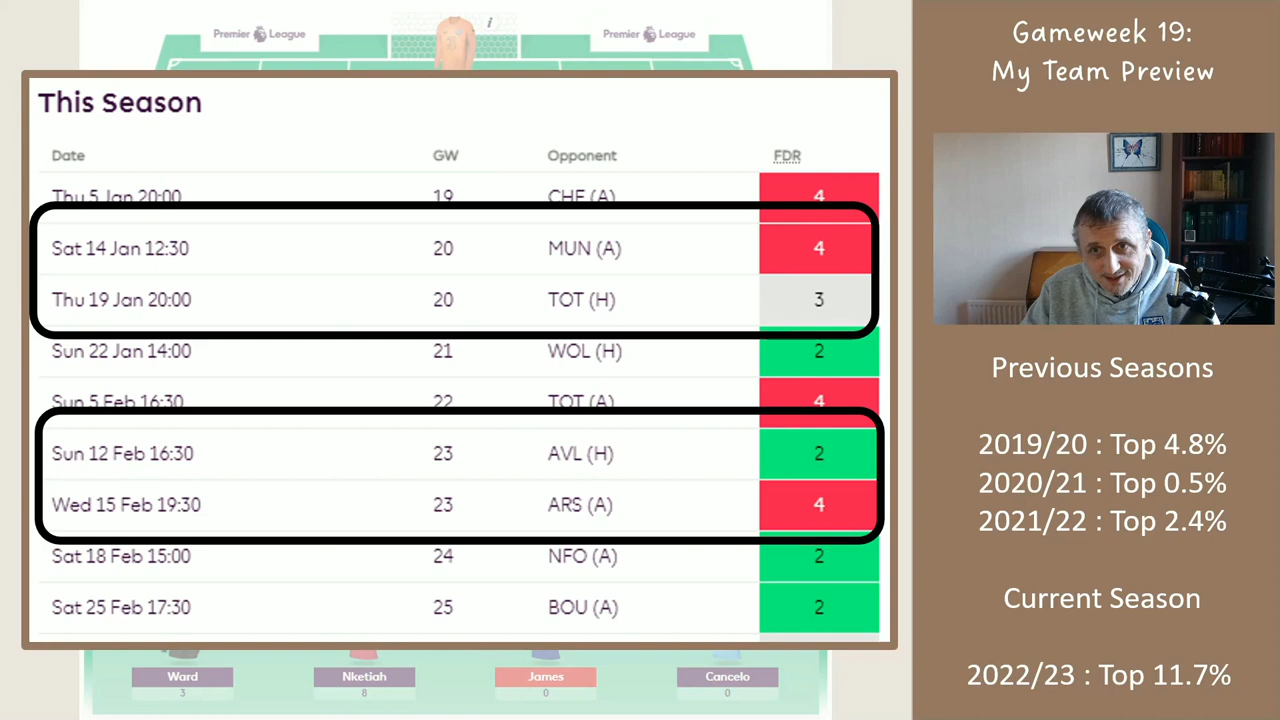 Premier League
Premier League
i
Gameweek 19:
My Team Preview
This Season
Date GW Opponent FDR
Thu 5 Jan 20:00 19 CHE (A) 4
Sat 14 Jan 12:30 20 MUN (A) 4
Thu 19 Jan 20:00 20 TOT (H) 3
Sun 22 Jan 14:00 21 WOL (H) 2
Sun 5 Feb 16:30 22 TOT (A) 4
Sun 12 Feb 16:30 23 AVL (H) 2
Wed 15 Feb 19:30 23 ARS (A) 4
Sat 18 Feb 15:00 24 NFO (A) 2
Sat 25 Feb 17:30 25 BOU (A) 2
Ward Nketiah James Cancelo
3 8 0 0
Previous Seasons
2019/20 : Top 4.8%
2020/21 : Top 0.5%
2021/22 : Top 2.4%
Current Season
2022/23 : Top 11.7%